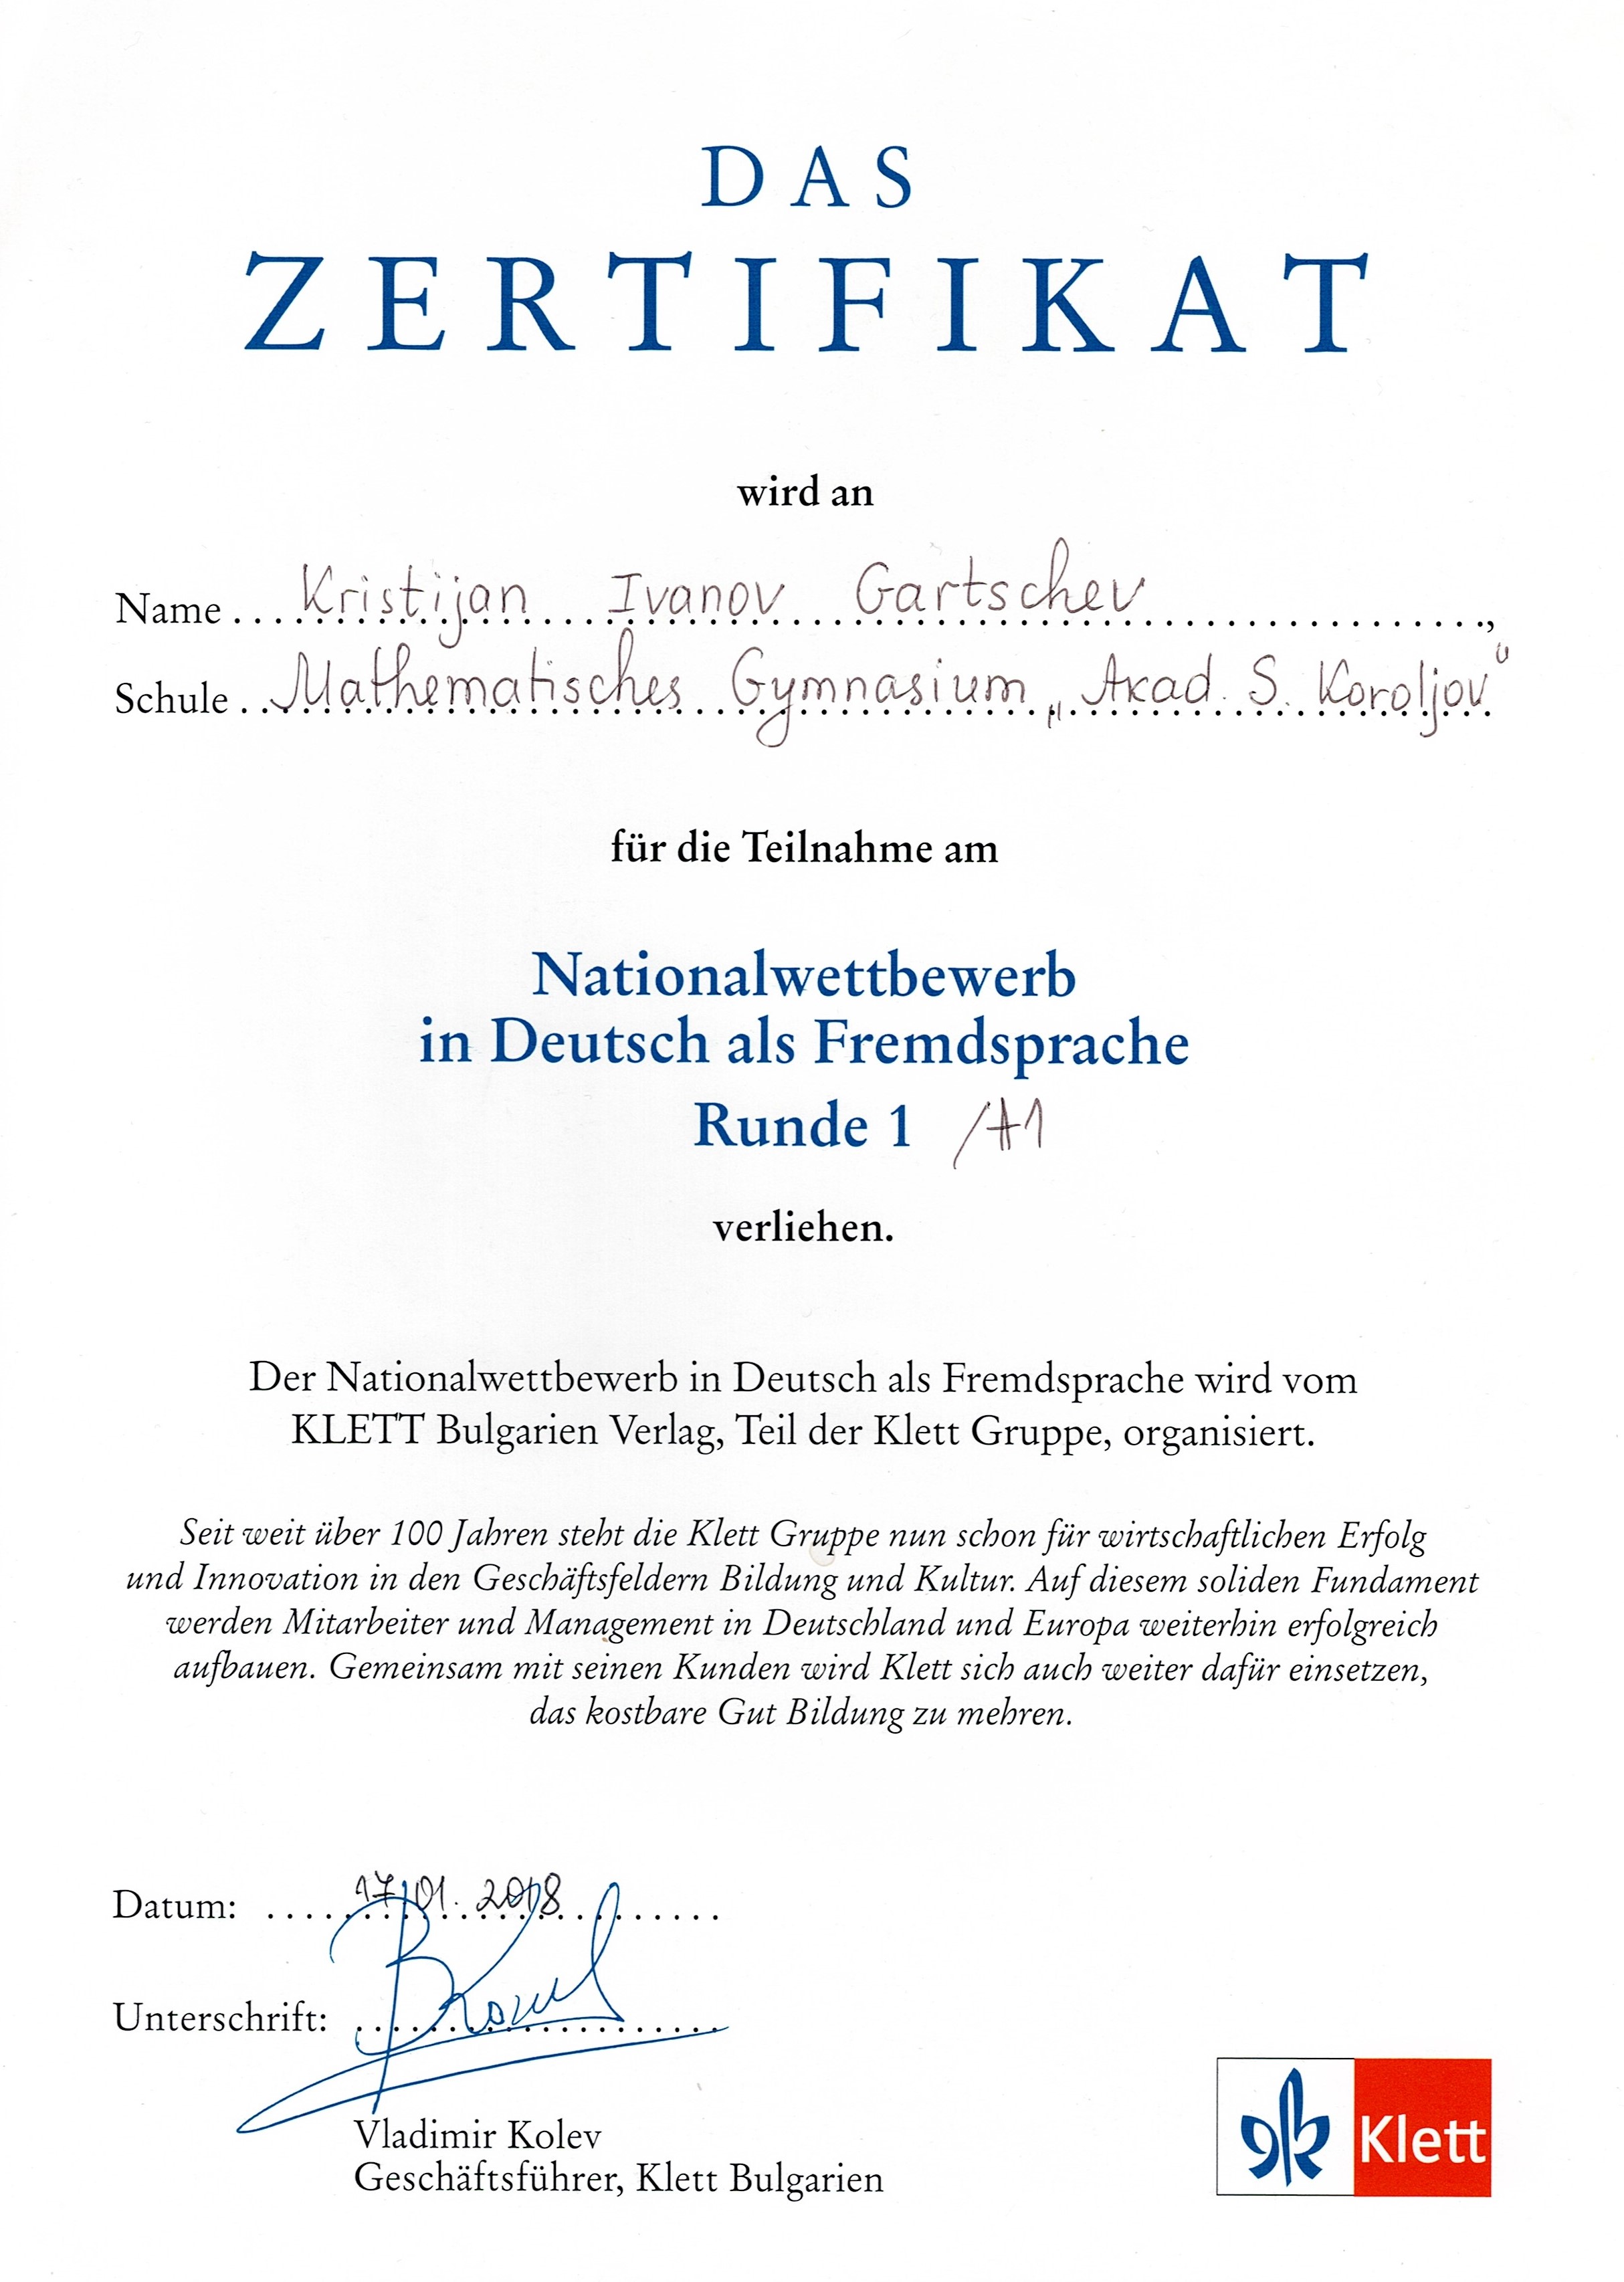 DAS
ZERTIFIKAT
wird an
Name Kristijan Ivanov Gartschev,
Schule Mathematisches Gymnasium „Akad. S. Koroljov“
für die Teilnahme am
Nationalwettbewerb
in Deutsch als Fremdsprache
Runde 1 /A1
verliehen.
Der Nationalwettbewerb in Deutsch als Fremdsprache wird vom
KLETT Bulgarien Verlag, Teil der Klett Gruppe, organisiert.
Seit weit über 100 Jahren steht die Klett Gruppe nun schon für wirtschaftlichen Erfolg
und Innovation in den Geschäftsfeldern Bildung und Kultur. Auf diesem soliden Fundament
werden Mitarbeiter und Management in Deutschland und Europa weiterhin erfolgreich
aufbauen. Gemeinsam mit seinen Kunden wird Klett sich auch weiter dafür einsetzen,
das kostbare Gut Bildung zu mehren.
Datum: 17.01.2018
Unterschrift:
Vladimir Kolev
Geschäftsführer, Klett Bulgarien
Klett